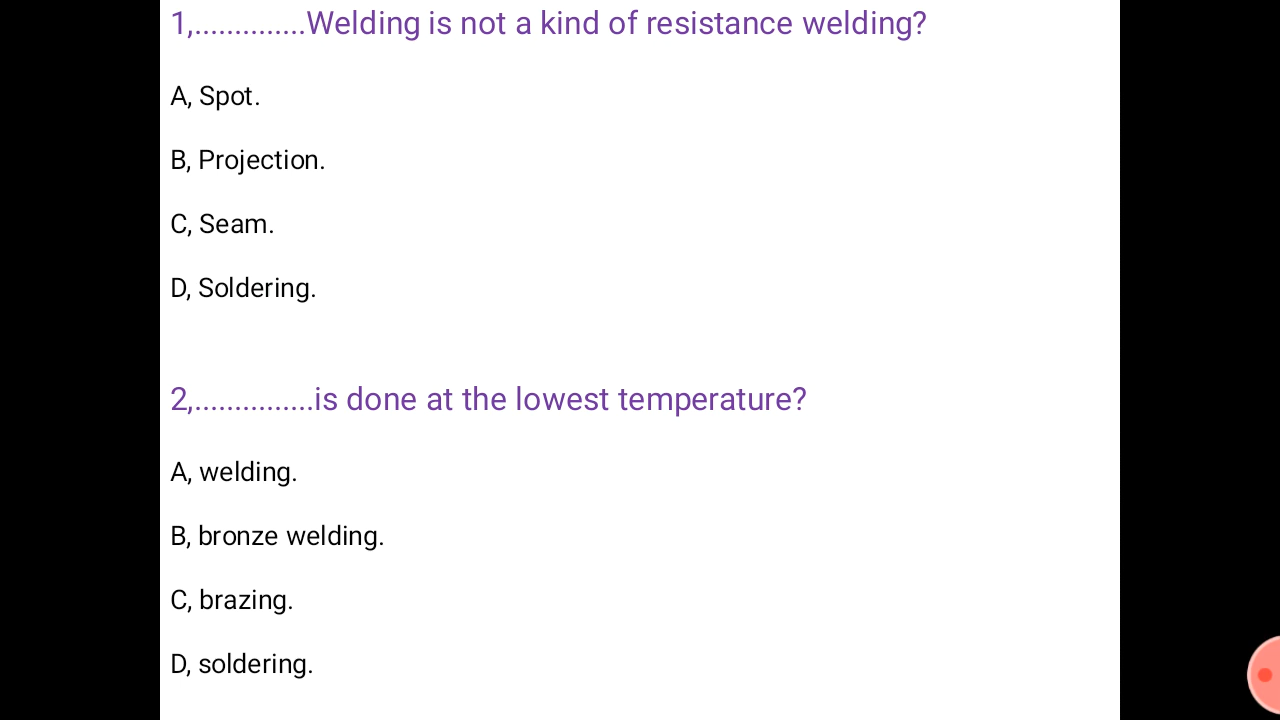 1,..............Welding is not a kind of resistance welding?
A, Spot.
B, Projection.
C, Seam.
D, Soldering.
2,...............is done at the lowest temperature?
A, welding.
B, bronze welding.
C, brazing.
D, soldering.